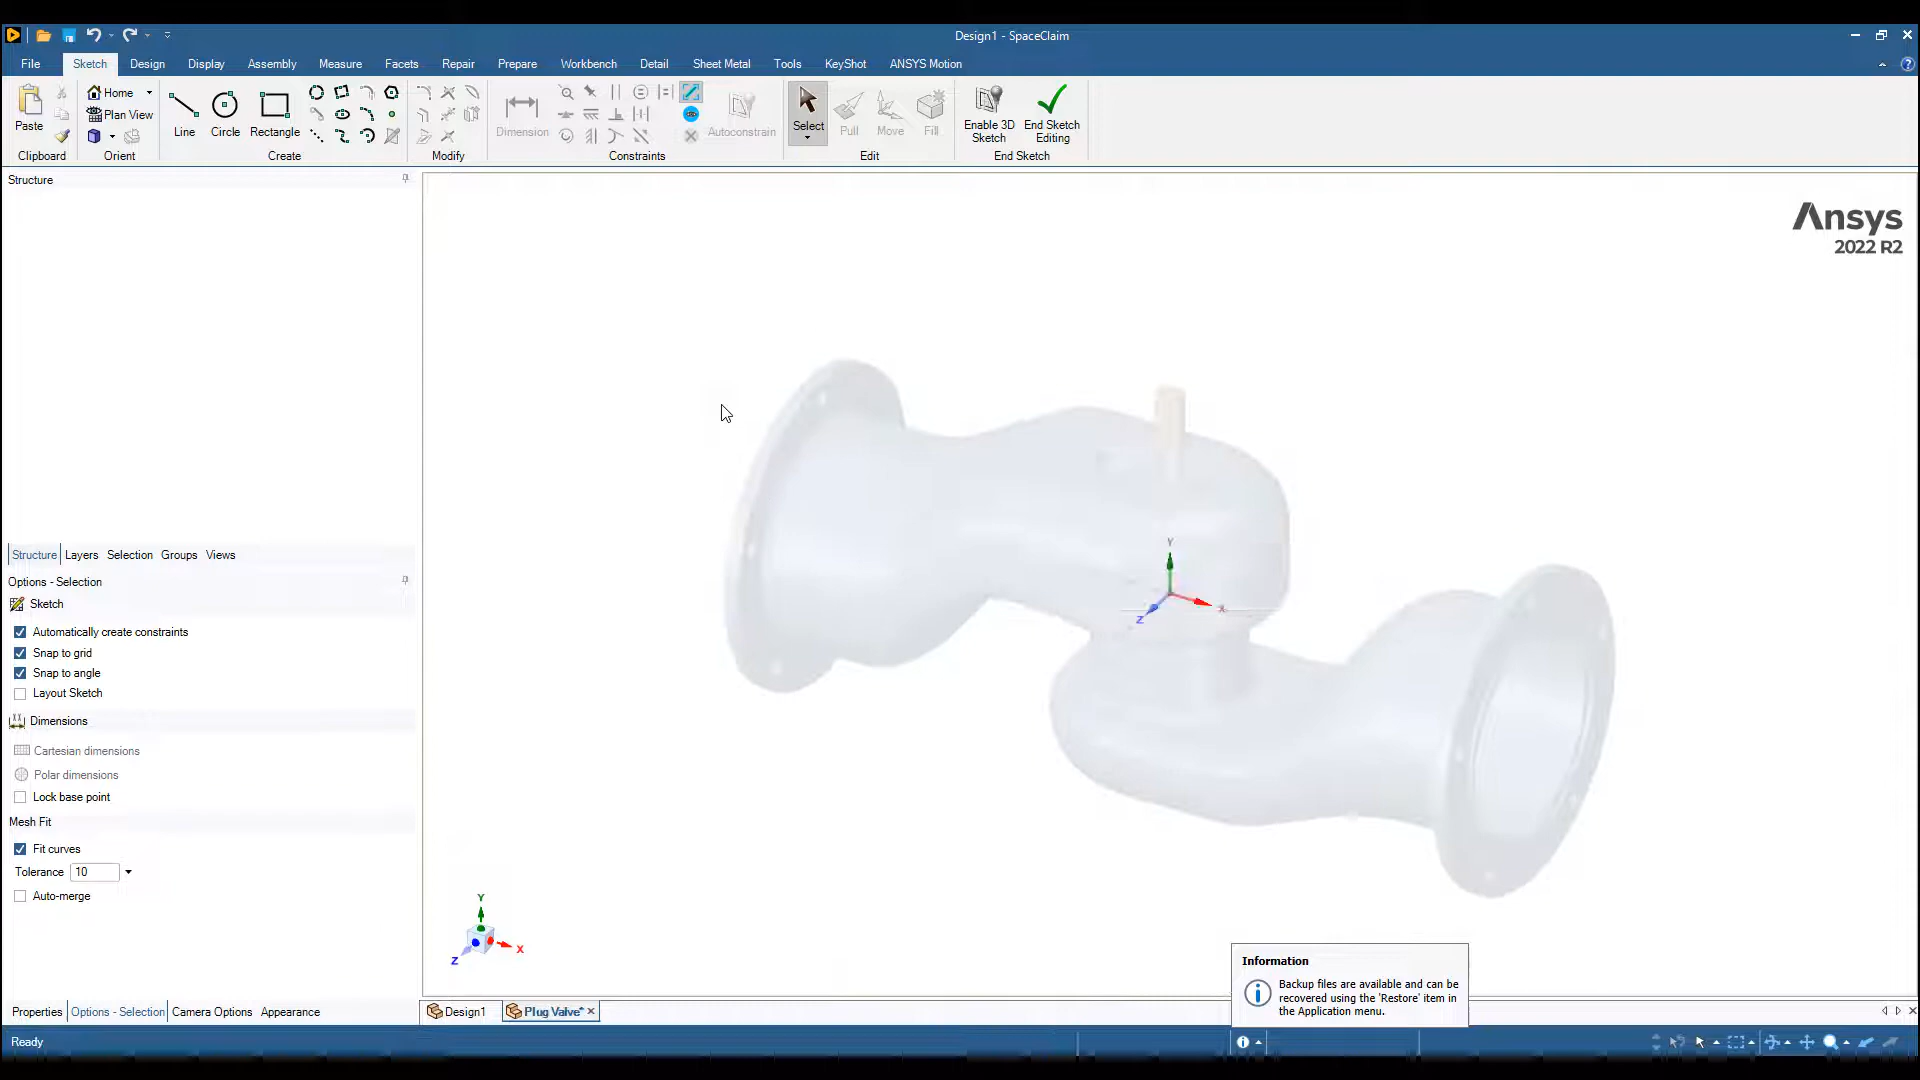 Design1 - SpaceClaim
File Sketch Design Display Assembly Measure Facets Repair Prepare Workbench Detail Sheet Metal Tools KeyShot ANSYS Motion
Paste
Home
Plan View
Line
Circle
Rectangle
Dimension
Autoconstrain
Select
Pull
Move
Fill
Enable 3D
Sketch
End Sketch
Editing
Clipboard Orient Create Modify Constraints Edit End Sketch
Structure
Ansys
2022 R2
Y
X
Z
Structure Layers Selection Groups Views
Options - Selection
Sketch
Automatically create constraints
Snap to grid
Snap to angle
Layout Sketch
Dimensions
Cartesian dimensions
Polar dimensions
Lock base point
Mesh Fit
Fit curves
Tolerance 10
Auto-merge
Y
X
Z
Information
Backup files are available and can be
recovered using the 'Restore' item in
the Application menu.
Properties Options - Selection Camera Options Appearance
Design1 Plug Valve*
Ready